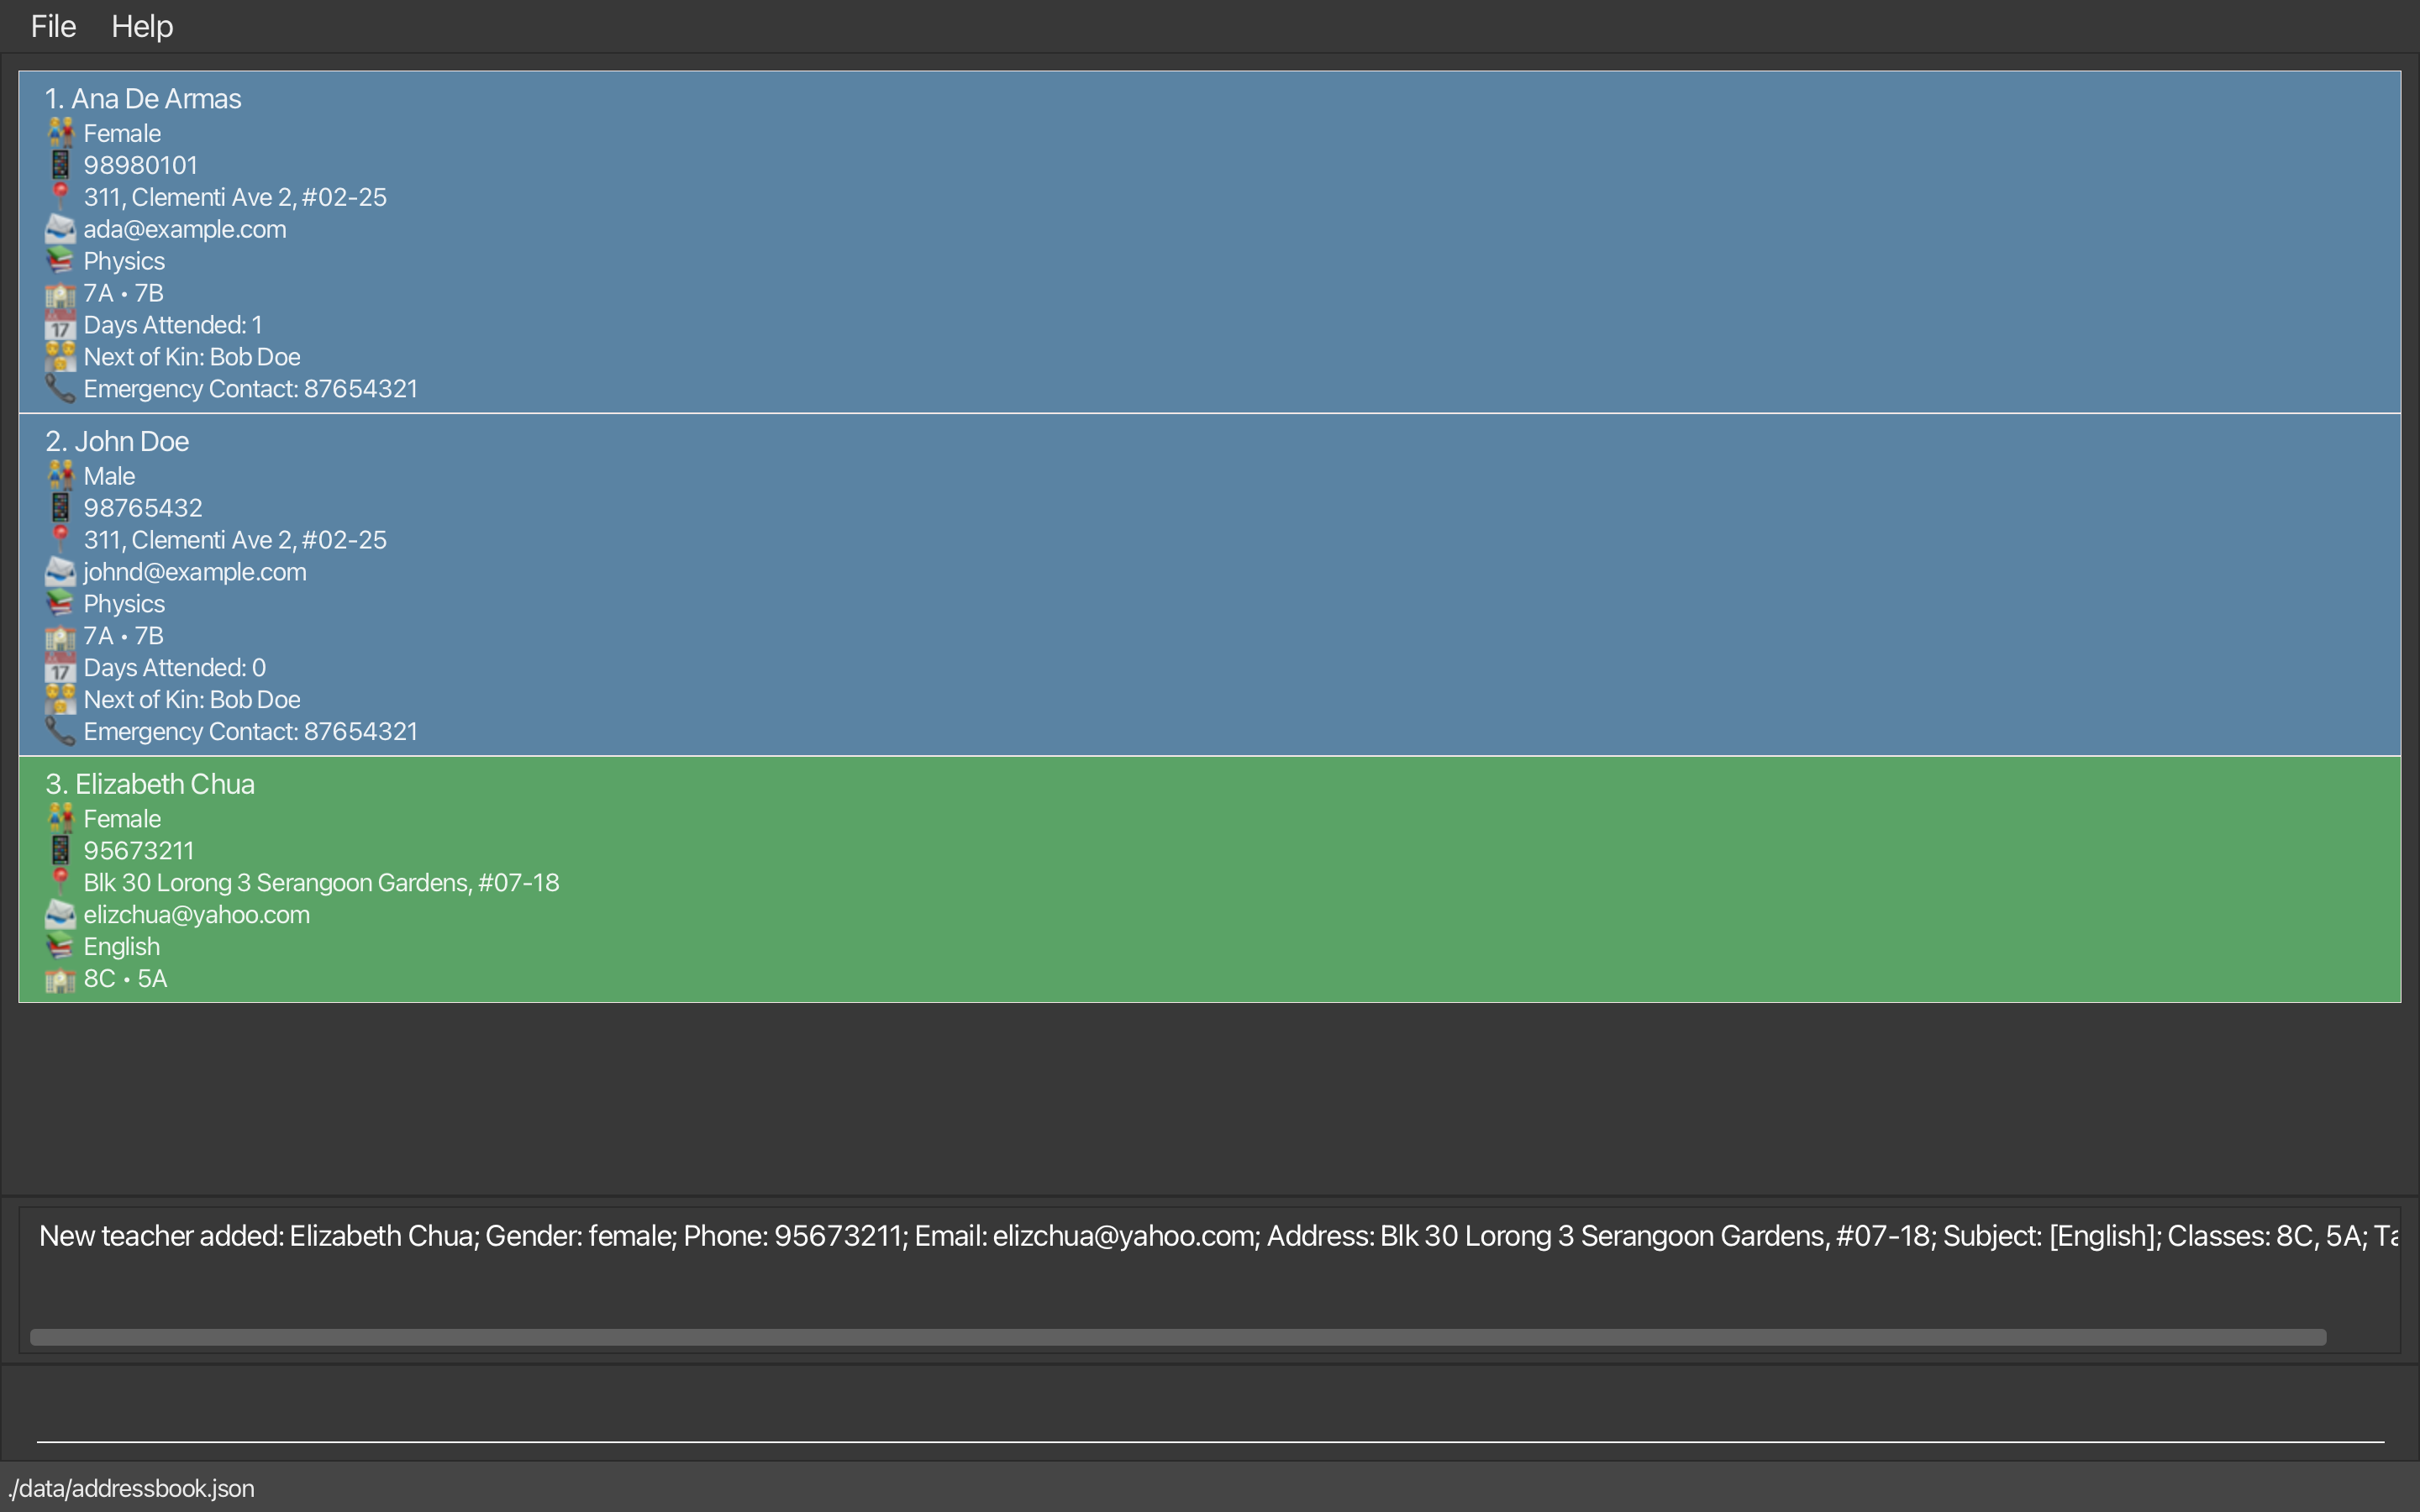 File Help
1. Ana De Armas
Female
98980101
311, Clementi Ave 2, #02-25
ada@example.com
Physics
7A • 7B
17 Days Attended: 1
Next of Kin: Bob Doe
Emergency Contact: 87654321
2. John Doe
Male
98765432
311, Clementi Ave 2, #02-25
johnd@example.com
Physics
7A • 7B
17 Days Attended: 0
Next of Kin: Bob Doe
Emergency Contact: 87654321
3. Elizabeth Chua
Female
95673211
Blk 30 Lorong 3 Serangoon Gardens, #07-18
elizchua@yahoo.com
English
8C • 5A
New teacher added: Elizabeth Chua; Gender: female; Phone: 95673211; Email: elizchua@yahoo.com; Address: Blk 30 Lorong 3 Serangoon Gardens, #07-18; Subject: [English]; Classes: 8C, 5A;
./data/addressbook.json